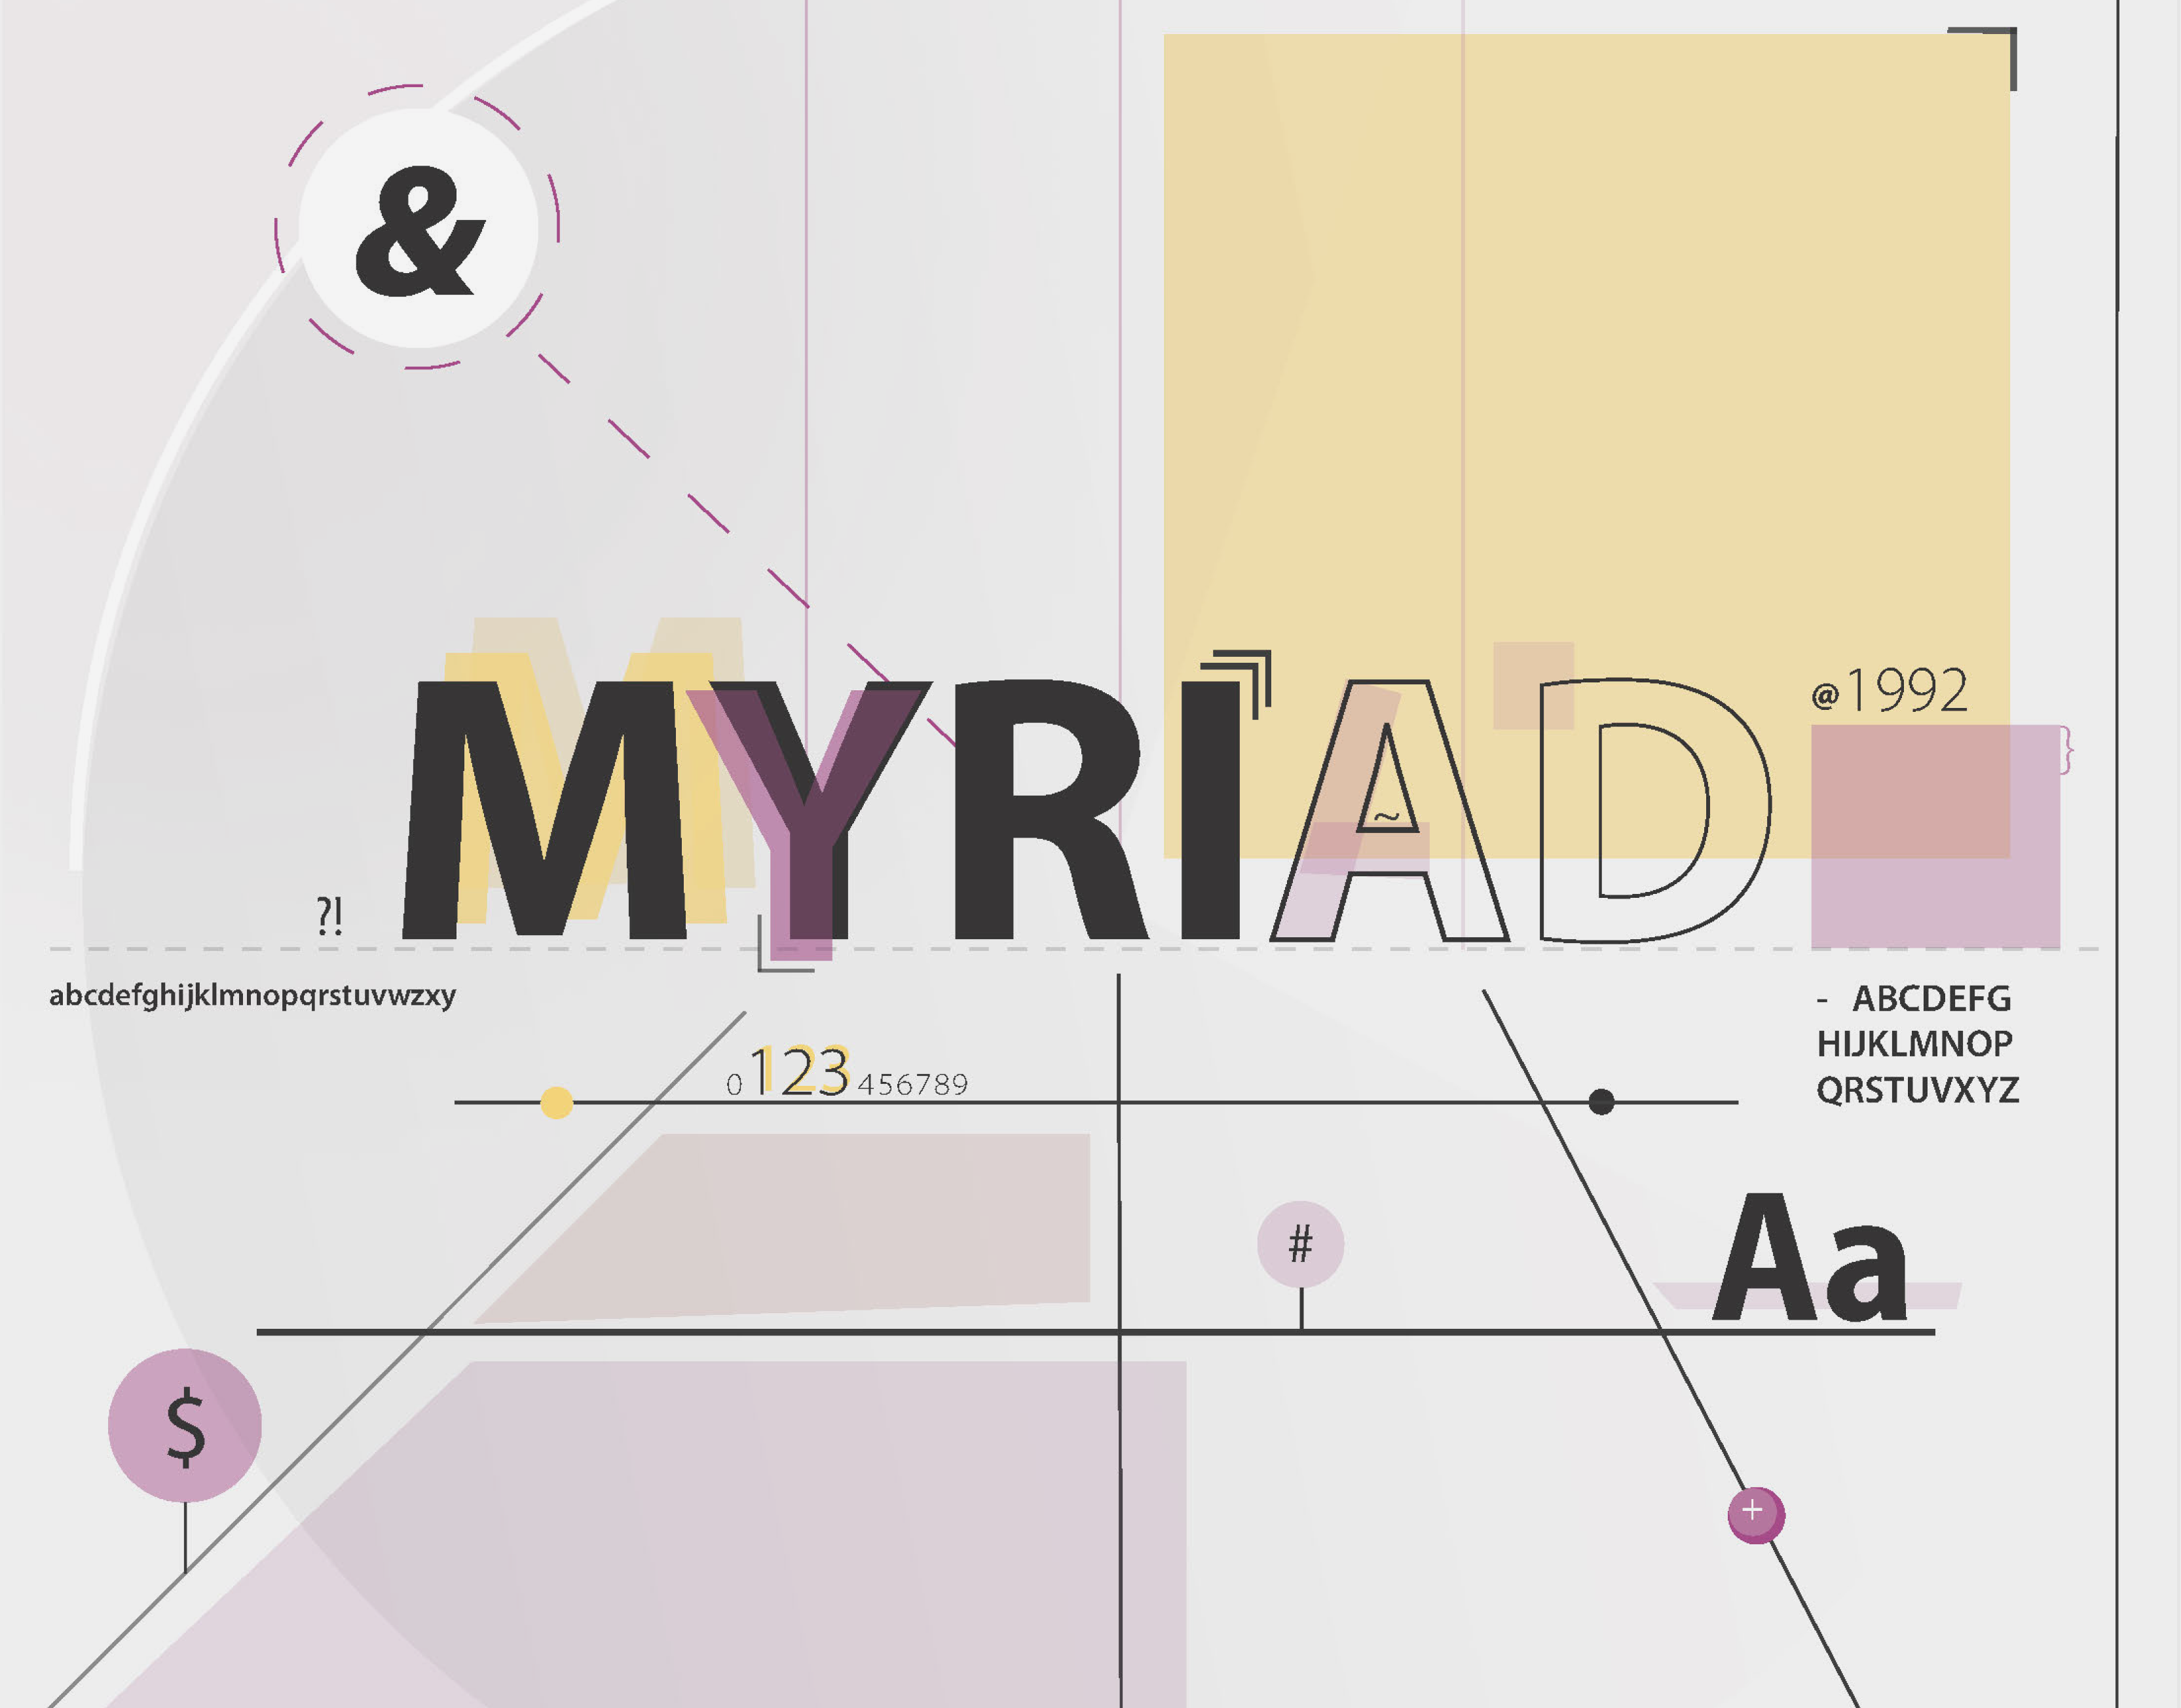 &
MYRIAD
~
@1992
}
?!
abcdefghijklmnopqrstuvwzxy
- ABCDEFG
HIJKLMNOP
QRSTUVXYZ
0123456789
#
Aa
$
+